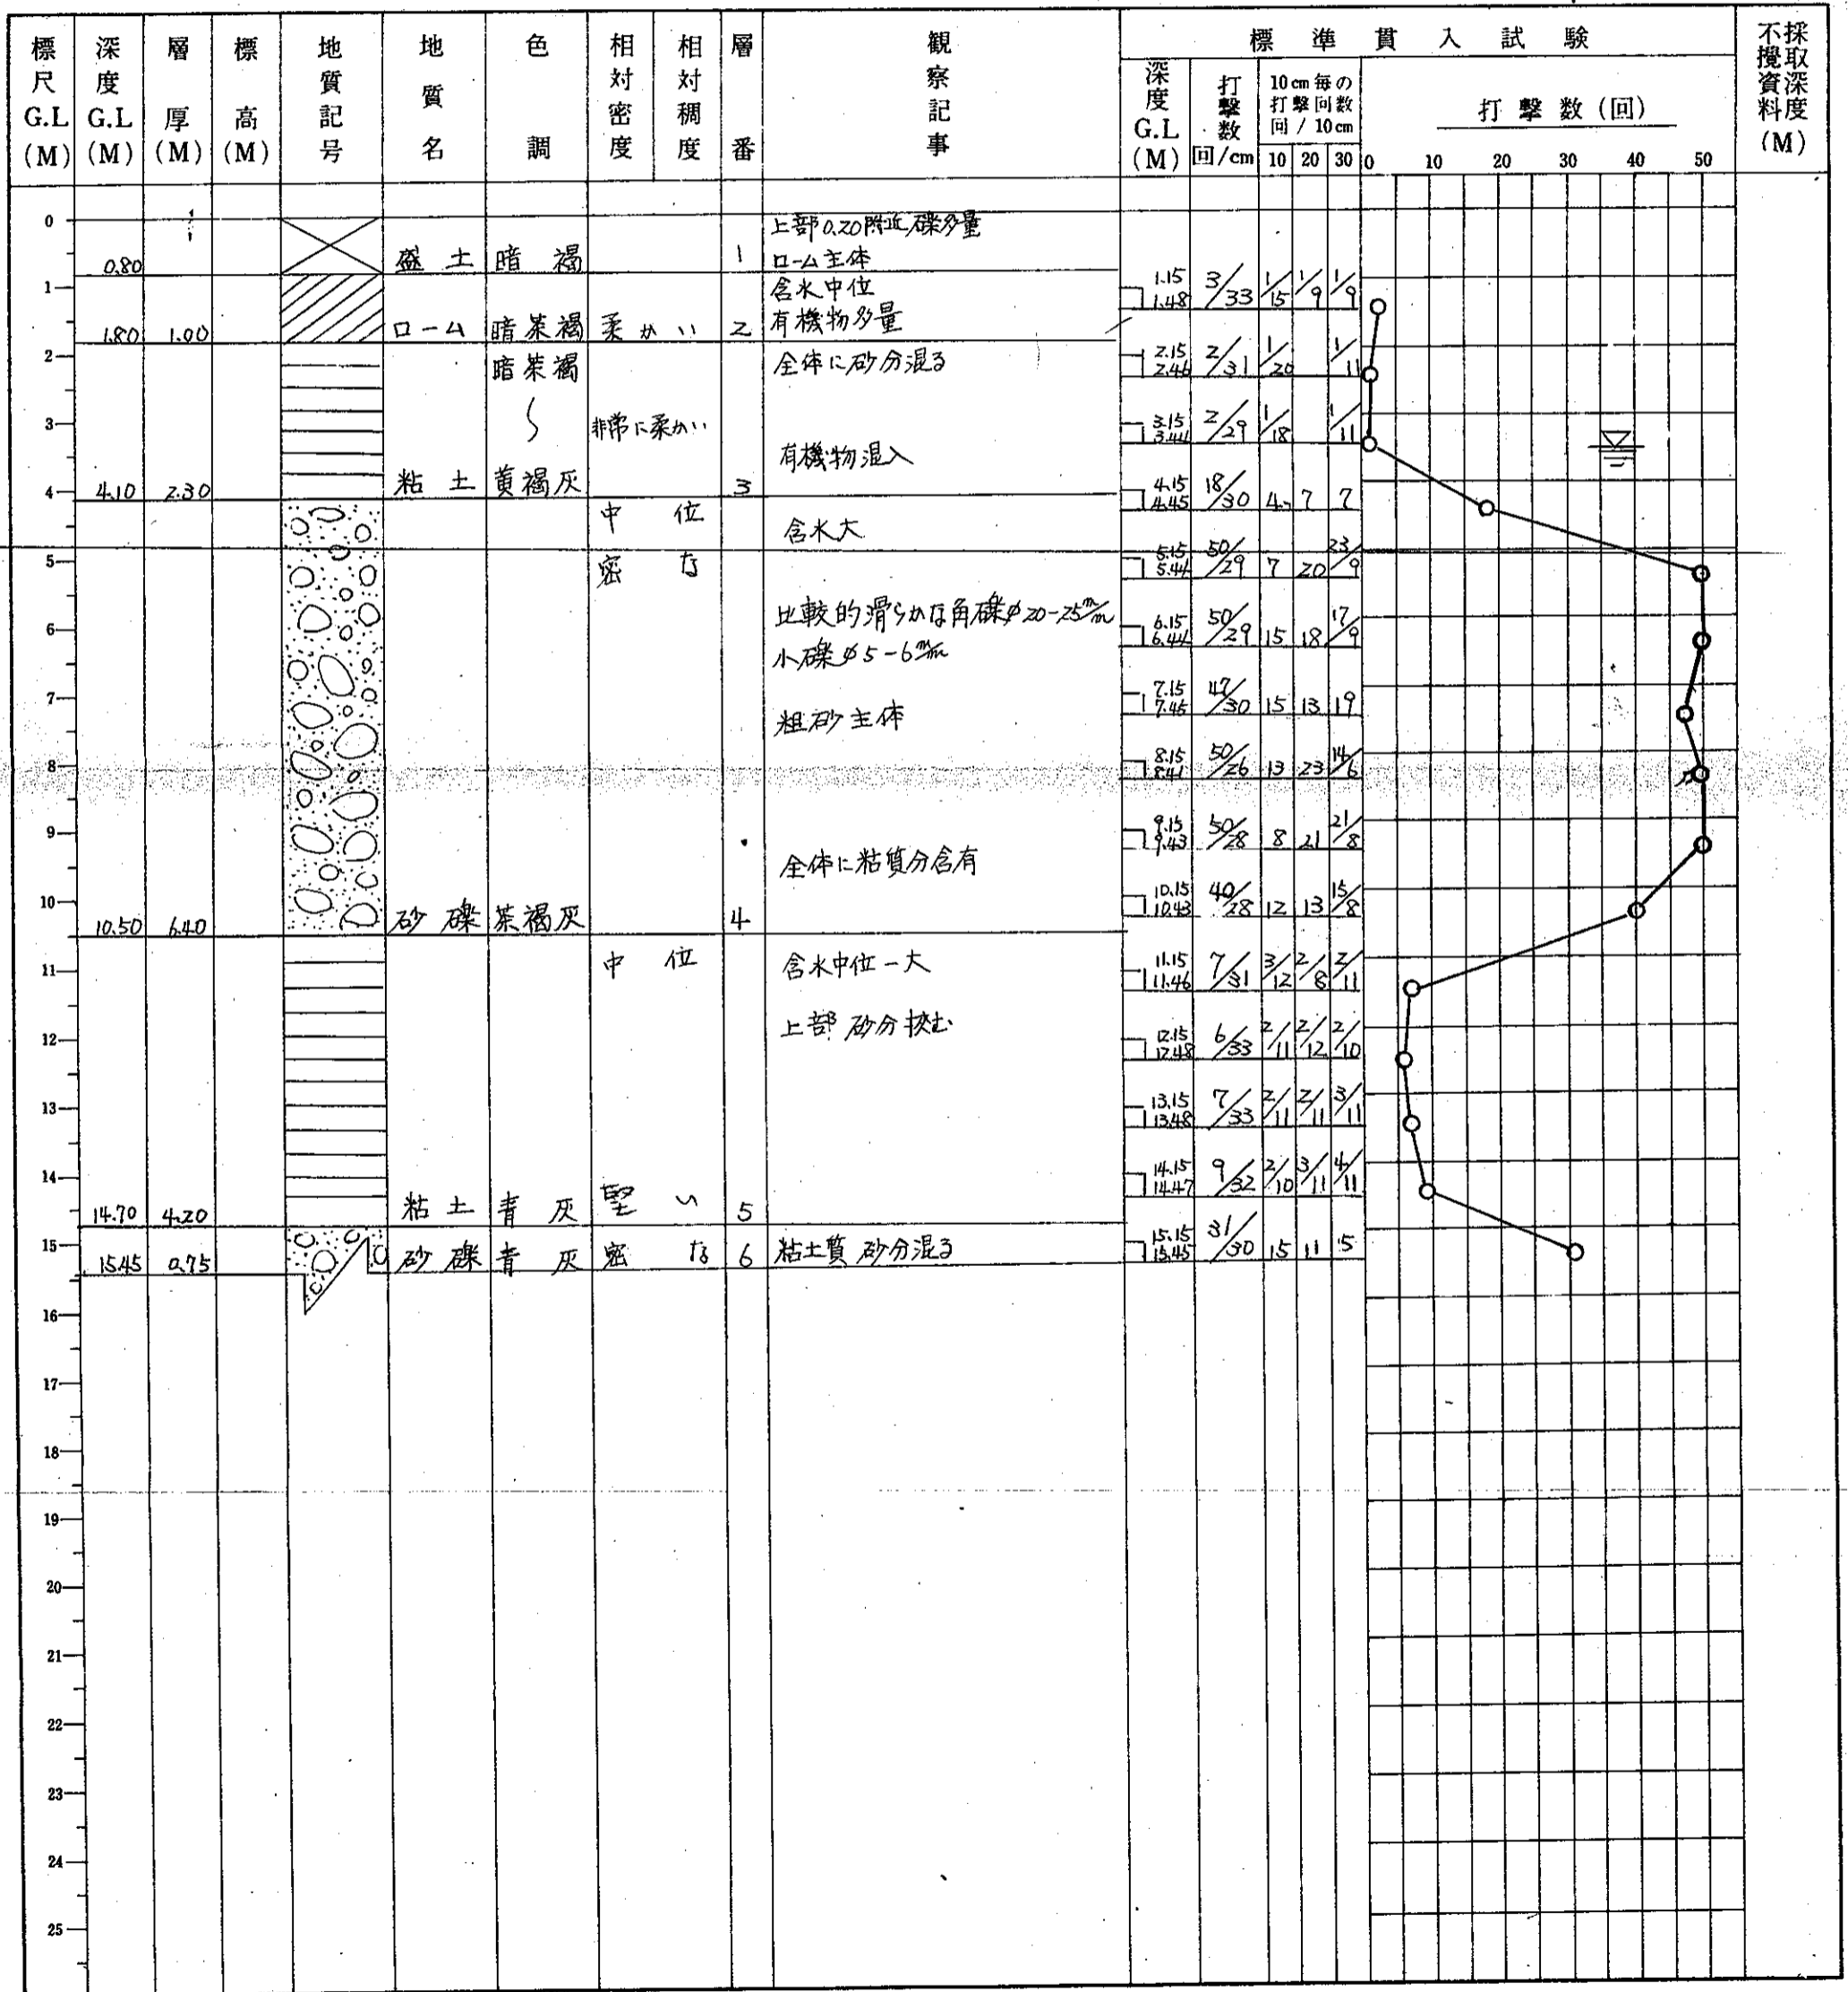 標尺 G.L (M) 深度 G.L (M) 層厚 (M) 標高 (M) 地質記号 地質名 色調 相対密度 相対稠度 層番 観察記事 標準貫入試験 不攪資料採取深度 (M)
深度 G.L (M) 打撃数 回/cm 10cm毎の打撃回数 回/10cm 打撃数(回)
10 20 30 0 10 20 30 40 50
0
上部0.20附近礫多量
0.80 盛土 暗褐 1 ローム主体
1 含水中位 1.15 1.48 3/33 1/15 1/9 1/9
1.80 1.00 ローム 暗茶褐 柔かい 2 有機物多量
2 暗茶褐 全体に砂分混る 2.15 2.46 2/31 1/20 1/11
3 〜 非常に柔かい 3.15 3.44 2/29 1/18 1/11
有機物混入
4 4.10 2.30 粘土 黄褐灰 3 4.15 4.45 18/30 4 7 7
中位 含水大
5 密な 5.15 5.44 50/29 7 20 23/9
比較的滑らかな角礫φ20-25m/m
6 6.15 6.44 50/29 15 18 17/9
小礫φ5-6m/m
7 粗砂主体 7.15 7.45 47/30 15 13 19
8 8.15 8.41 50/26 13 23 14/6
9 9.15 9.43 50/28 8 21 21/8
全体に粘質分含有
10 10.15 10.43 40/28 12 13 15/8
10.50 6.40 砂礫 茶褐灰 4
11 中位 含水中位-大 11.15 11.46 7/31 3/12 2/8 2/11
上部砂分挟む
12 12.15 12.48 6/33 2/11 2/12 2/10
13 13.15 13.48 7/33 2/11 2/11 3/11
14 14.15 14.47 9/32 2/10 3/11 4/11
14.70 4.20 粘土 青灰 堅い 5
15 15.45 0.75 砂礫 青灰 密な 6 粘土質砂分混る 15.15 15.45 31/30 15 11 5
16
17
18
19
20
21
22
23
24
25